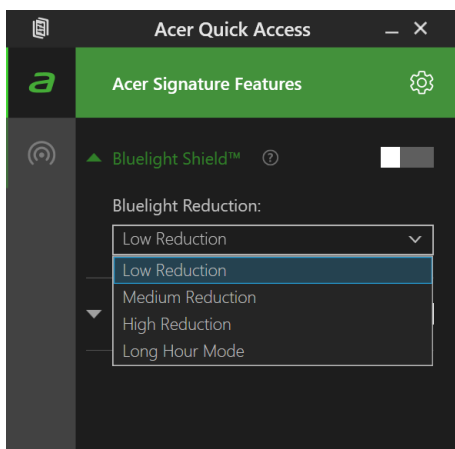 Acer Quick Access
a
Acer Signature Features
Bluelight Shield™ ?
Bluelight Reduction:
Low Reduction
Low Reduction
Medium Reduction
High Reduction
Long Hour Mode